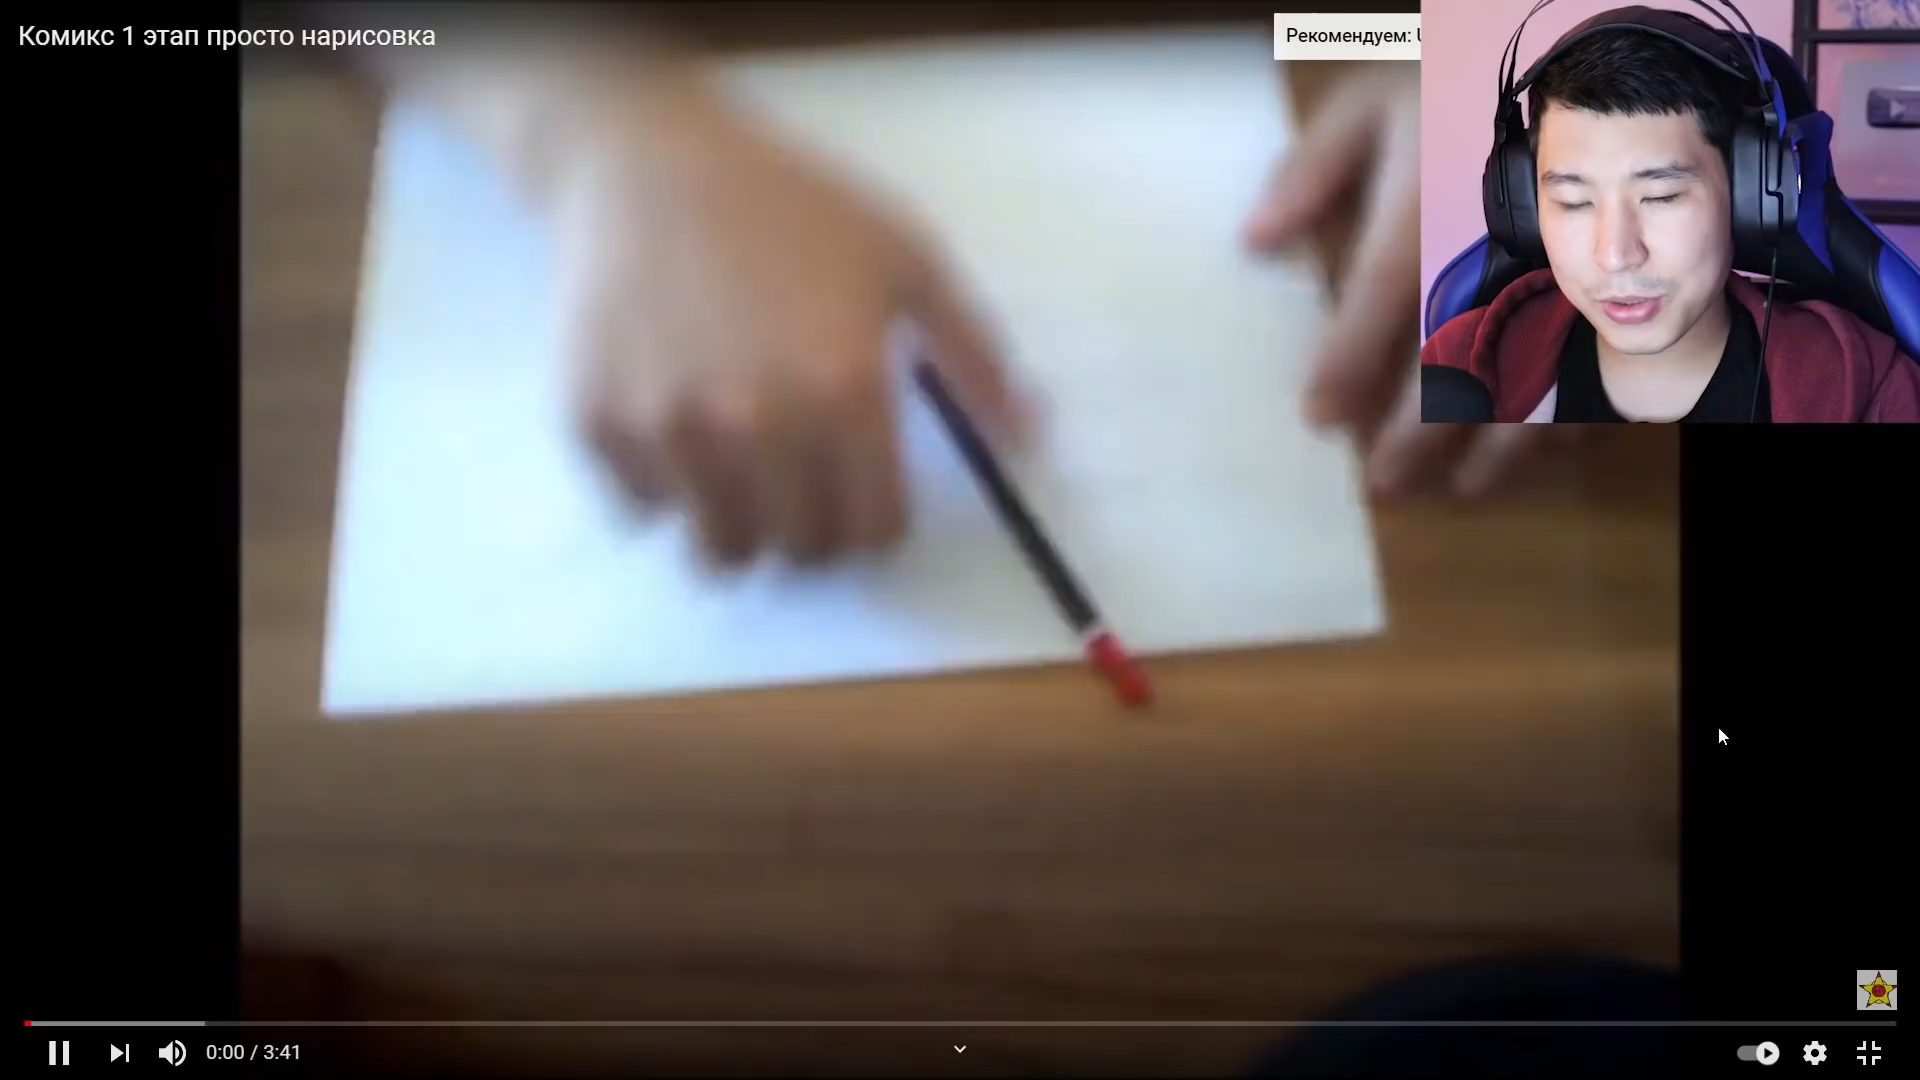 Комикс 1 этап просто нарисовка
Рекомендуем:
0:00 / 3:41